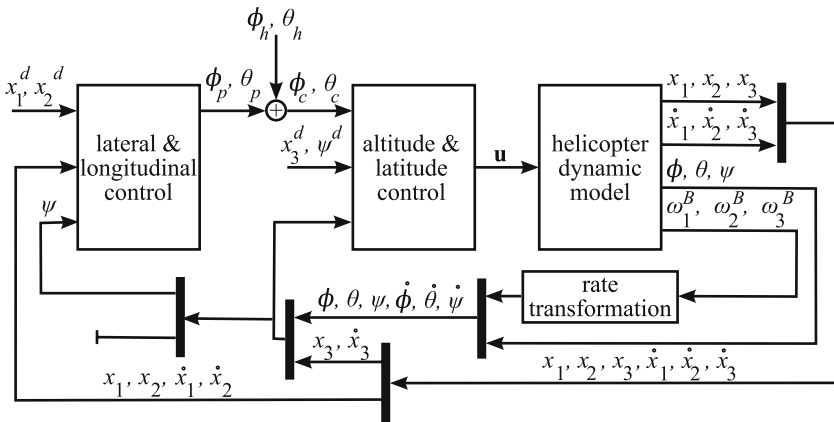 ϕₕ, θₕ
x₁ᵈ, x₂ᵈ
ϕₚ, θₚ
ϕ_c, θ_c
x₁, x₂, x₃
ẋ₁, ẋ₂, ẋ₃
lateral &
longitudinal
control
x₃ᵈ, ψᵈ
altitude &
latitude
control
u
helicopter
dynamic
model
ϕ, θ, ψ
ω₁ᴮ, ω₂ᴮ, ω₃ᴮ
ψ
rate
transformation
ϕ, θ, ψ, ϕ̇, θ̇, ψ̇
x₃, ẋ₃
x₁, x₂, x₃, ẋ₁, ẋ₂, ẋ₃
x₁, x₂, ẋ₁, ẋ₂